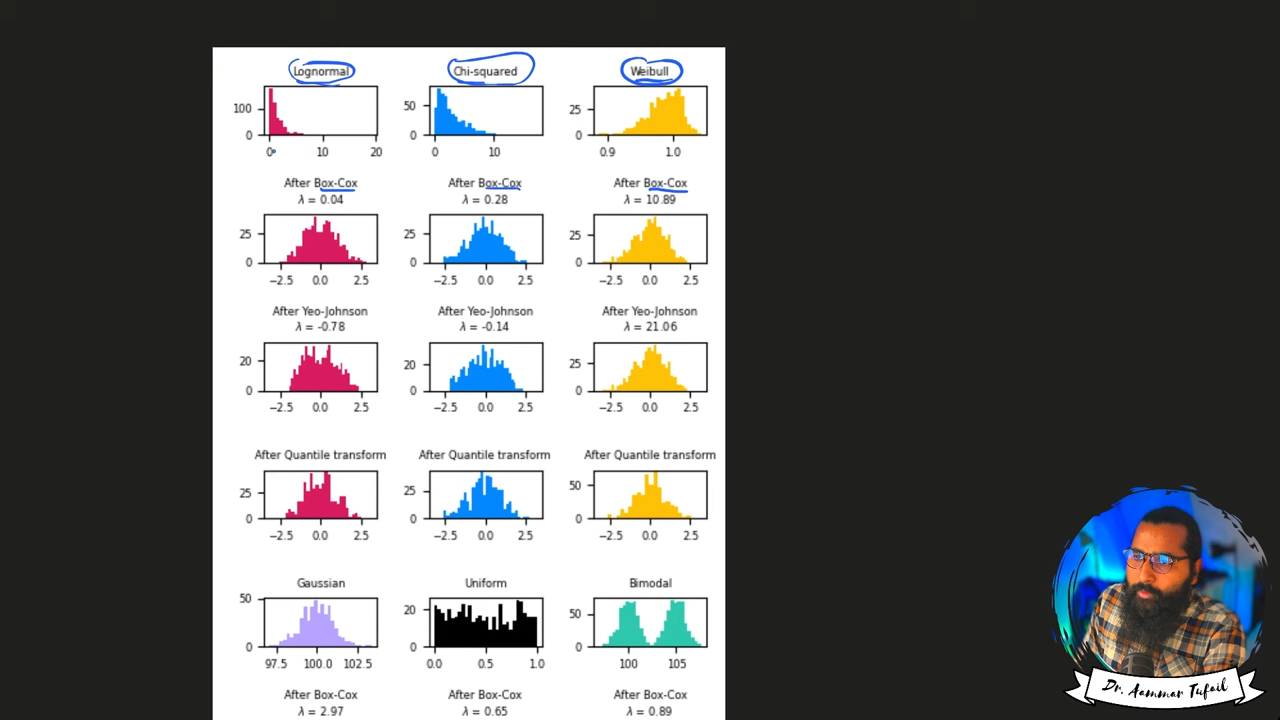 Lognormal Chi-squared Weibull
100 50 25
0 0 0
0 10 20 0 10 0.9 1.0
After Box-Cox After Box-Cox After Box-Cox
λ = 0.04 λ = 0.28 λ = 10.89
25 25 25
0 0 0
−2.5 0.0 2.5 −2.5 0.0 2.5 −2.5 0.0 2.5
After Yeo-Johnson After Yeo-Johnson After Yeo-Johnson
λ = -0.78 λ = -0.14 λ = 21.06
20 20 25
0 0 0
−2.5 0.0 2.5 −2.5 0.0 2.5 −2.5 0.0 2.5
After Quantile transform After Quantile transform After Quantile transform
25 25 50
0 0 0
−2.5 0.0 2.5 −2.5 0.0 2.5 −2.5 0.0 2.5
Gaussian Uniform Bimodal
50 20 50
0 0 0
97.5 100.0 102.5 0.0 0.5 1.0 100 105
After Box-Cox After Box-Cox After Box-Cox
λ = 2.97 λ = 0.65 λ = 0.89
Dr. Aammar Tufail